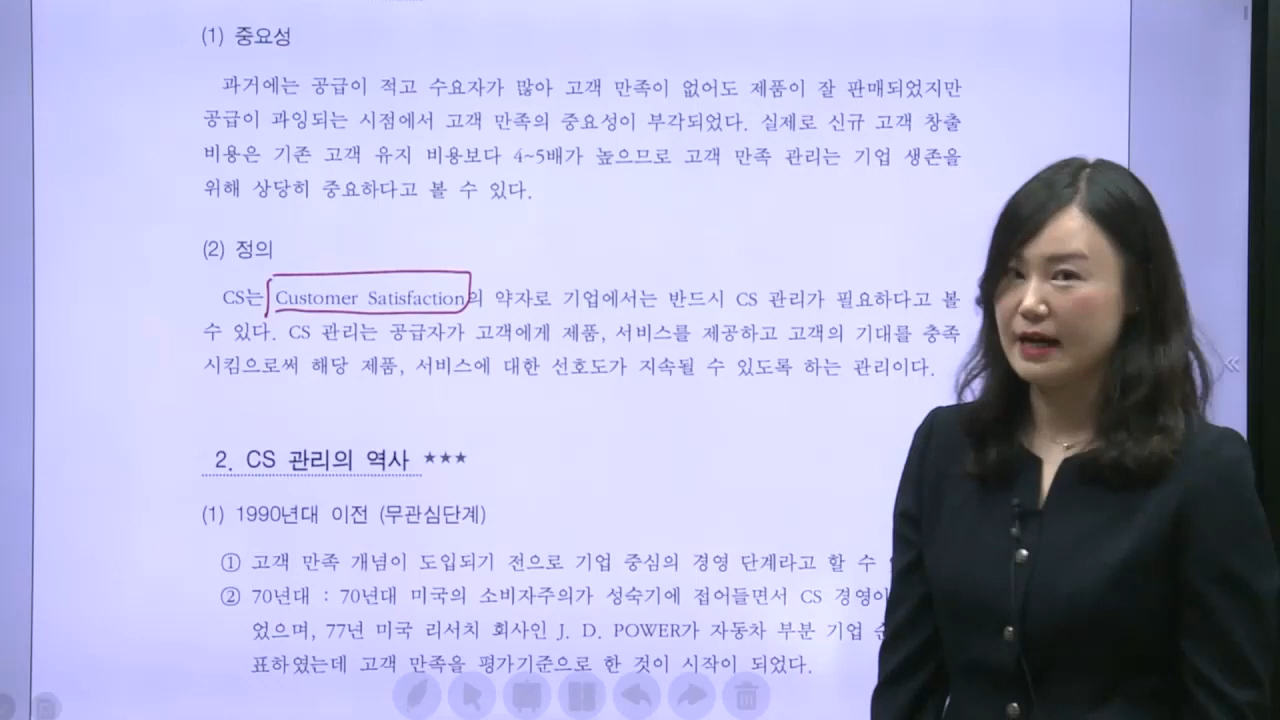 (1) 중요성
과거에는 공급이 적고 수요자가 많아 고객 만족이 없어도 제품이 잘 판매되었지만
공급이 과잉되는 시점에서 고객 만족의 중요성이 부각되었다. 실제로 신규 고객 창출
비용은 기존 고객 유지 비용보다 4~5배가 높으므로 고객 만족 관리는 기업 생존을
위해 상당히 중요하다고 볼 수 있다.
(2) 정의
CS는 Customer Satisfaction의 약자로 기업에서는 반드시 CS 관리가 필요하다고 볼
수 있다. CS 관리는 공급자가 고객에게 제품, 서비스를 제공하고 고객의 기대를 충족
시킴으로써 해당 제품, 서비스에 대한 선호도가 지속될 수 있도록 하는 관리이다.
2. CS 관리의 역사 ★★★
(1) 1990년대 이전 (무관심단계)
① 고객 만족 개념이 도입되기 전으로 기업 중심의 경영 단계라고 할 수
② 70년대 : 70년대 미국의 소비자주의가 성숙기에 접어들면서 CS 경영이
었으며, 77년 미국 리서치 회사인 J. D. POWER가 자동차 부분 기업
표하였는데 고객 만족을 평가기준으로 한 것이 시작이 되었다.